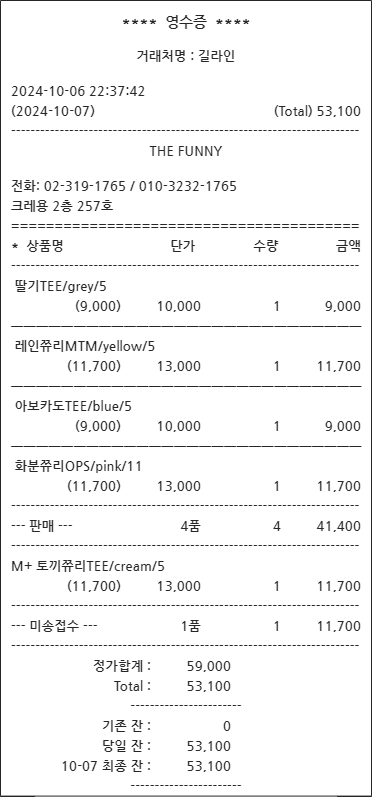 **** 영수증 ****
거래처명 : 길라인
2024-10-06 22:37:42
(2024-10-07) (Total) 53,100
THE FUNNY
전화: 02-319-1765 / 010-3232-1765
크레용 2층 257호
* 상품명 단가 수량 금액
딸기TEE/grey/5
(9,000) 10,000 1 9,000
레인쮸리MTM/yellow/5
(11,700) 13,000 1 11,700
아보카도TEE/blue/5
(9,000) 10,000 1 9,000
화분쮸리OPS/pink/11
(11,700) 13,000 1 11,700
--- 판매 --- 4품 4 41,400
M+ 토끼쮸리TEE/cream/5
(11,700) 13,000 1 11,700
--- 미송접수 --- 1품 1 11,700
정가합계 : 59,000
Total : 53,100
기존 잔 : 0
당일 잔 : 53,100
10-07 최종 잔 : 53,100